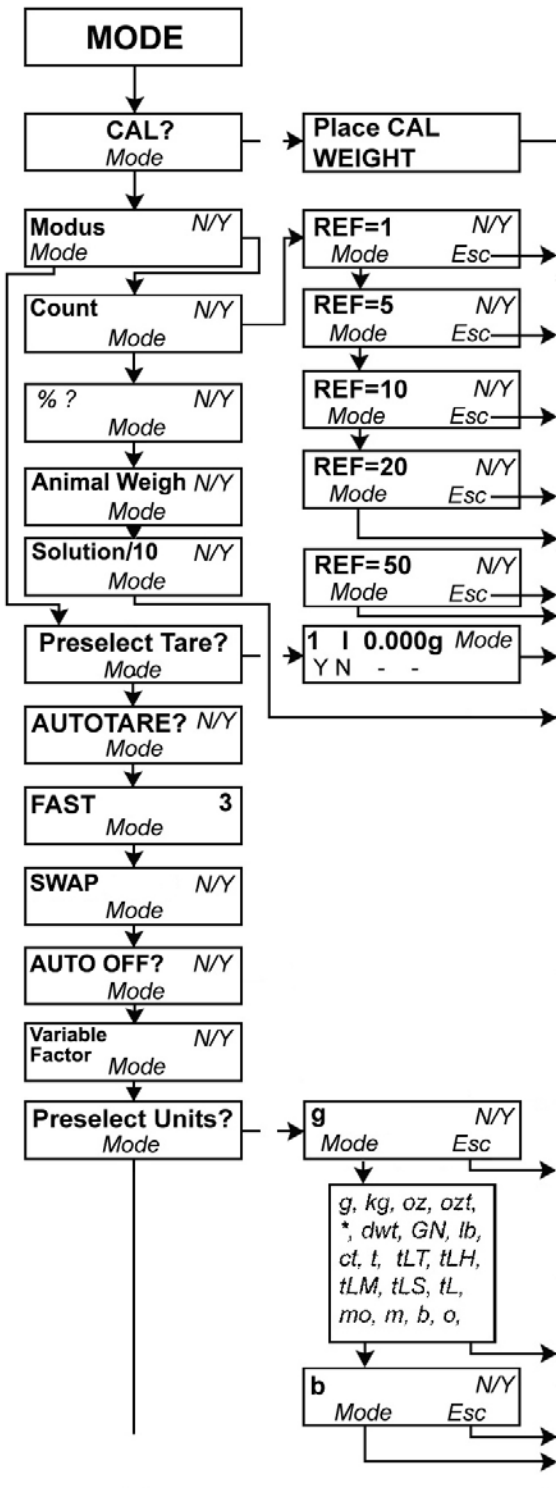 MODE
CAL?
Mode
Place CAL
WEIGHT
Modus N/Y
Mode
REF=1 N/Y
Mode Esc
Count N/Y
Mode
REF=5 N/Y
Mode Esc
% ? N/Y
Mode
REF=10 N/Y
Mode Esc
Animal Weigh N/Y
Mode
REF=20 N/Y
Mode Esc
Solution/10 N/Y
Mode
REF=50 N/Y
Mode Esc
Preselect Tare?
Mode
1 I 0.000g Mode
Y N - -
AUTOTARE? N/Y
Mode
FAST 3
Mode
SWAP N/Y
Mode
AUTO OFF? N/Y
Mode
Variable N/Y
Factor Mode
Preselect Units?
Mode
g N/Y
Mode Esc
g, kg, oz, ozt,
*, dwt, GN, lb,
ct, t, tLT, tLH,
tLM, tLS, tL,
mo, m, b, o,
b N/Y
Mode Esc